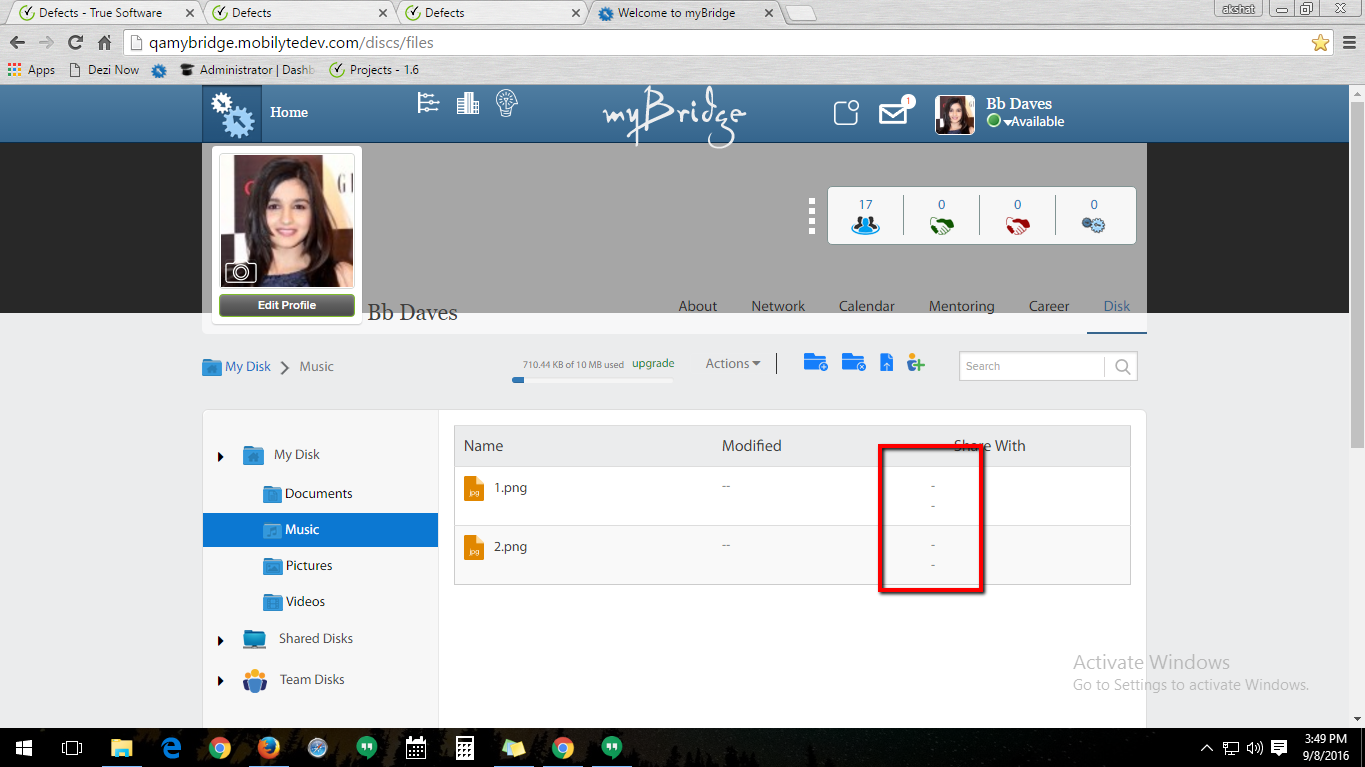 Defects - True Software
Defects
Defects
Welcome to myBridge
akshat
qamybridge.mobilytedev.com/discs/files
Apps
Dezi Now
Administrator | Dashb
Projects - 1.6
Home
myBridge
1
Bb Daves
Available
17
0
0
0
Edit Profile
Bb Daves
About
Network
Calendar
Mentoring
Career
Disk
My Disk
Music
710.44 KB of 10 MB used
upgrade
Actions
Search
My Disk
Documents
Music
Pictures
Videos
Shared Disks
Team Disks
Name
Modified
Share With
jpg
1.png
--
-
-
jpg
2.png
--
-
-
Activate Windows
Go to Settings to activate Windows.
3:49 PM
9/8/2016